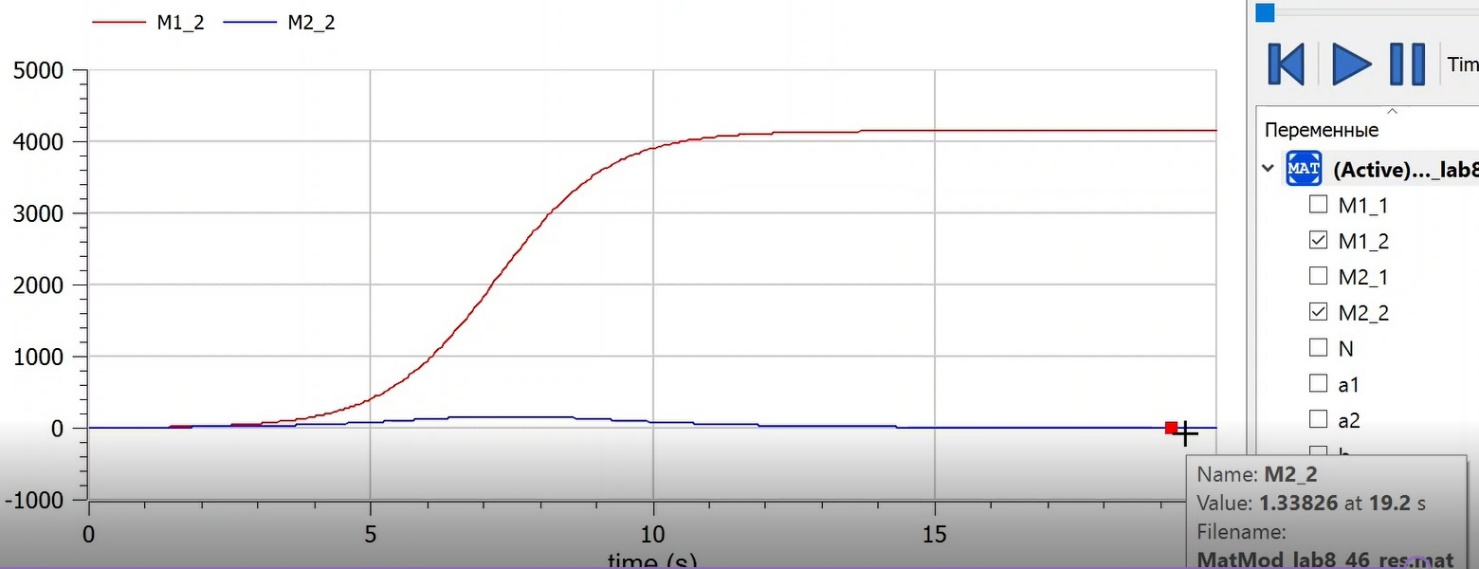 M1_2 M2_2
5000
4000
3000
2000
1000
0
-1000
0 5 10 15
time (s)
Tim
Переменные
MAT (Active)..._lab8
M1_1
M1_2
M2_1
M2_2
N
a1
a2
Name: M2_2
Value: 1.33826 at 19.2 s
Filename:
MatMod_lab8_46_res.mat